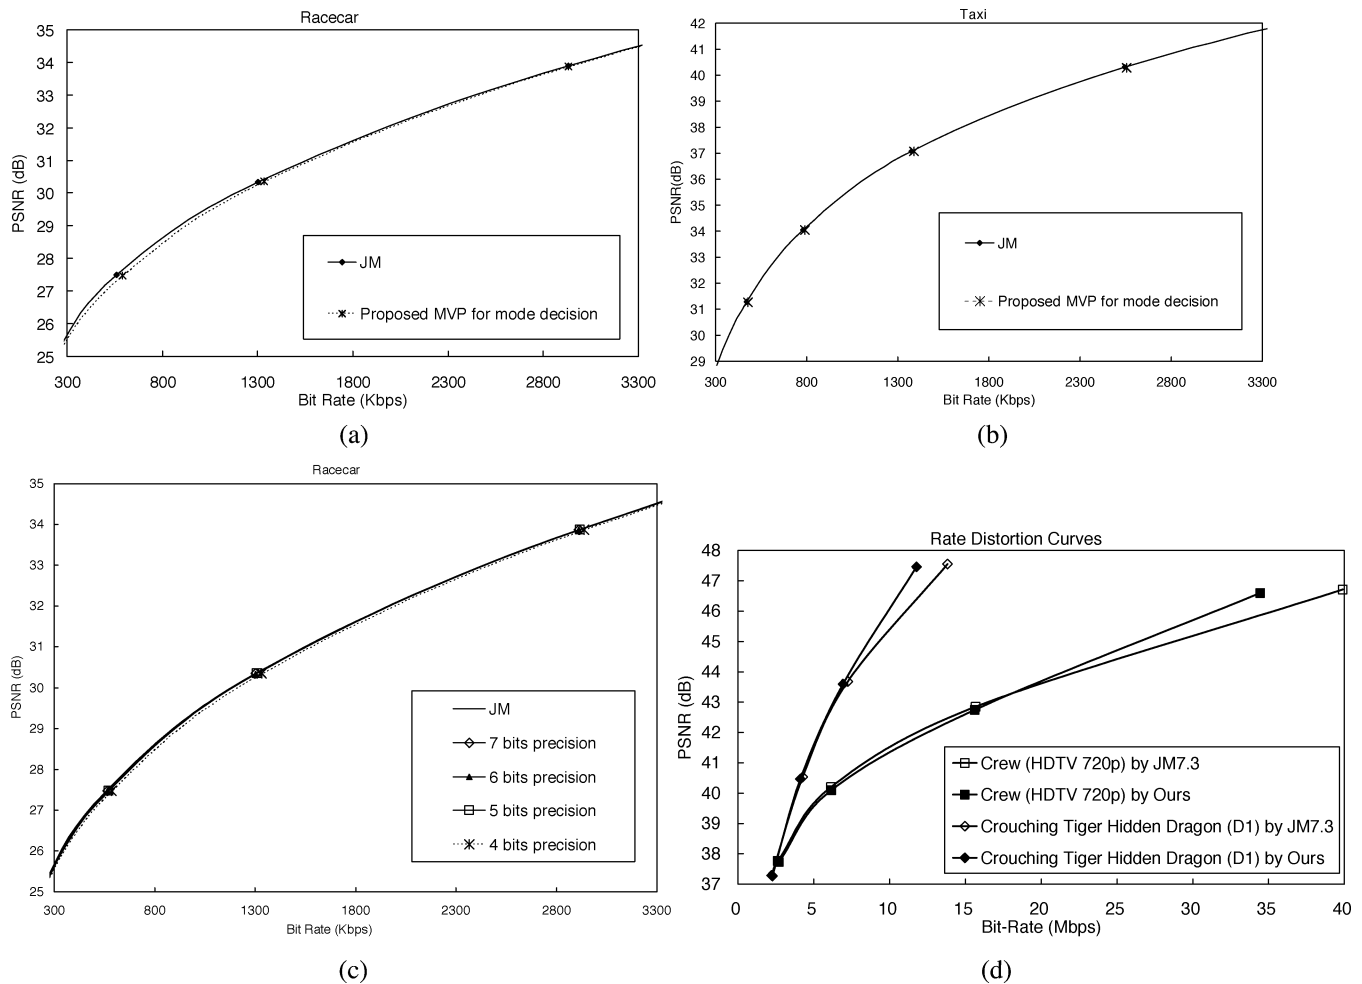 Racecar
35
34
33
32
31
30
29
28
27
26
25
PSNR (dB)
JM
Proposed MVP for mode decision
300 800 1300 1800 2300 2800 3300
Bit Rate (Kbps)
(a)
Taxi
42
41
40
39
38
37
36
35
34
33
32
31
30
29
PSNR(dB)
JM
Proposed MVP for mode decision
300 800 1300 1800 2300 2800 3300
Bit Rate (Kbps)
(b)
Racecar
35
34
33
32
31
30
29
28
27
26
25
PSNR (dB)
JM
7 bits precision
6 bits precision
5 bits precision
4 bits precision
300 800 1300 1800 2300 2800 3300
Bit Rate (Kbps)
(c)
Rate Distortion Curves
48
47
46
45
44
43
42
41
40
39
38
37
PSNR (dB)
Crew (HDTV 720p) by JM7.3
Crew (HDTV 720p) by Ours
Crouching Tiger Hidden Dragon (D1) by JM7.3
Crouching Tiger Hidden Dragon (D1) by Ours
0 5 10 15 20 25 30 35 40
Bit-Rate (Mbps)
(d)